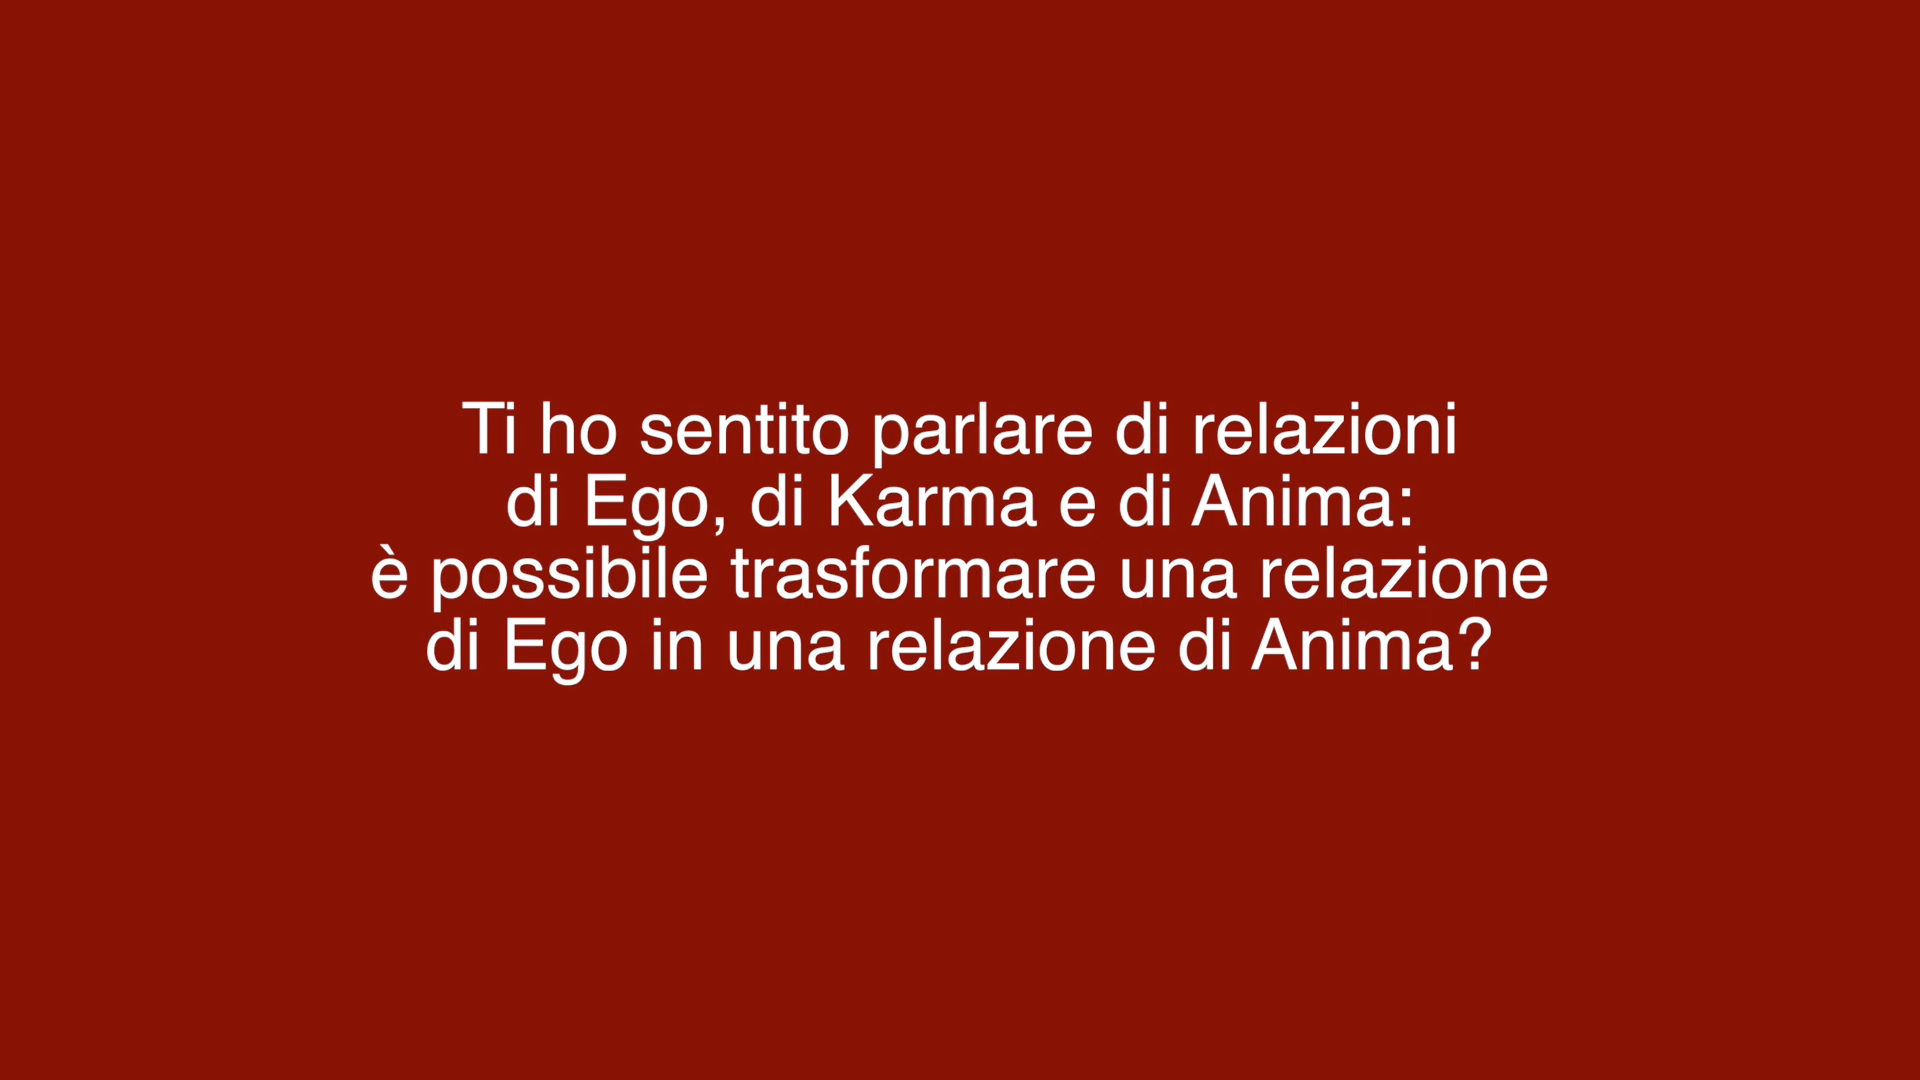 Ti ho sentito parlare di relazioni
di Ego, di Karma e di Anima:
è possibile trasformare una relazione
di Ego in una relazione di Anima?